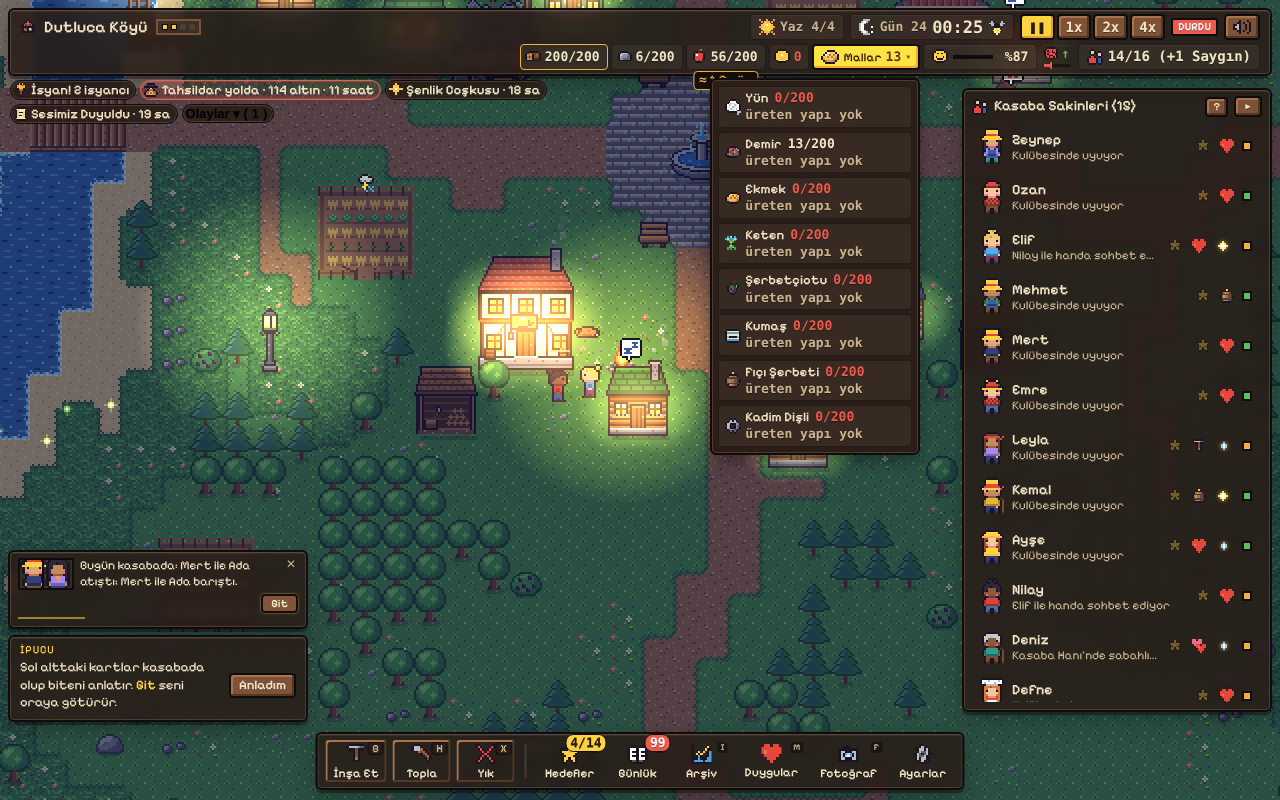 Dutluca Köyü
Yaz 4/4
Gün 24 00:25
1x
2x
4x
DURDU
200/200
6/200
56/200
0
Mallar 13
%87
14/16 (+1 Saygın)
İsyan! 2 isyancı
Tahsildar yolda · 114 altın · 11 saat
Şenlik Coşkusu · 18 sa
Sesimiz Duyuldu · 19 sa
Olaylar ▾ ( 1 )
Yün 0/200
üreten yapı yok
Demir 13/200
üreten yapı yok
Ekmek 0/200
üreten yapı yok
Keten 0/200
üreten yapı yok
Şerbetçiotu 0/200
üreten yapı yok
Kumaş 0/200
üreten yapı yok
Fıçı Şerbeti 0/200
üreten yapı yok
Kadim Dişli 0/200
üreten yapı yok
Kasaba Sakinleri (15)
?
Zeynep
Kulübesinde uyuyor
Ozan
Kulübesinde uyuyor
Elif
Nilay ile handa sohbet e...
Mehmet
Kulübesinde uyuyor
Mert
Kulübesinde uyuyor
Emre
Kulübesinde uyuyor
Leyla
Kulübesinde uyuyor
Kemal
Kulübesinde uyuyor
Ayşe
Kulübesinde uyuyor
Nilay
Elif ile handa sohbet ediyor
Deniz
Kasaba Hanı'nde sabahlı...
Defne
zz
Bugün kasabada: Mert ile Ada
atıştı; Mert ile Ada barıştı.
Git
İPUCU
Sol alttaki kartlar kasabada
olup biteni anlatır. Git seni
oraya götürür.
Anladım
İnşa Et
B
Topla
H
Yık
X
4/14
Hedefler
99
Günlük
Arşiv
I
Duygular
M
Fotoğraf
P
Ayarlar